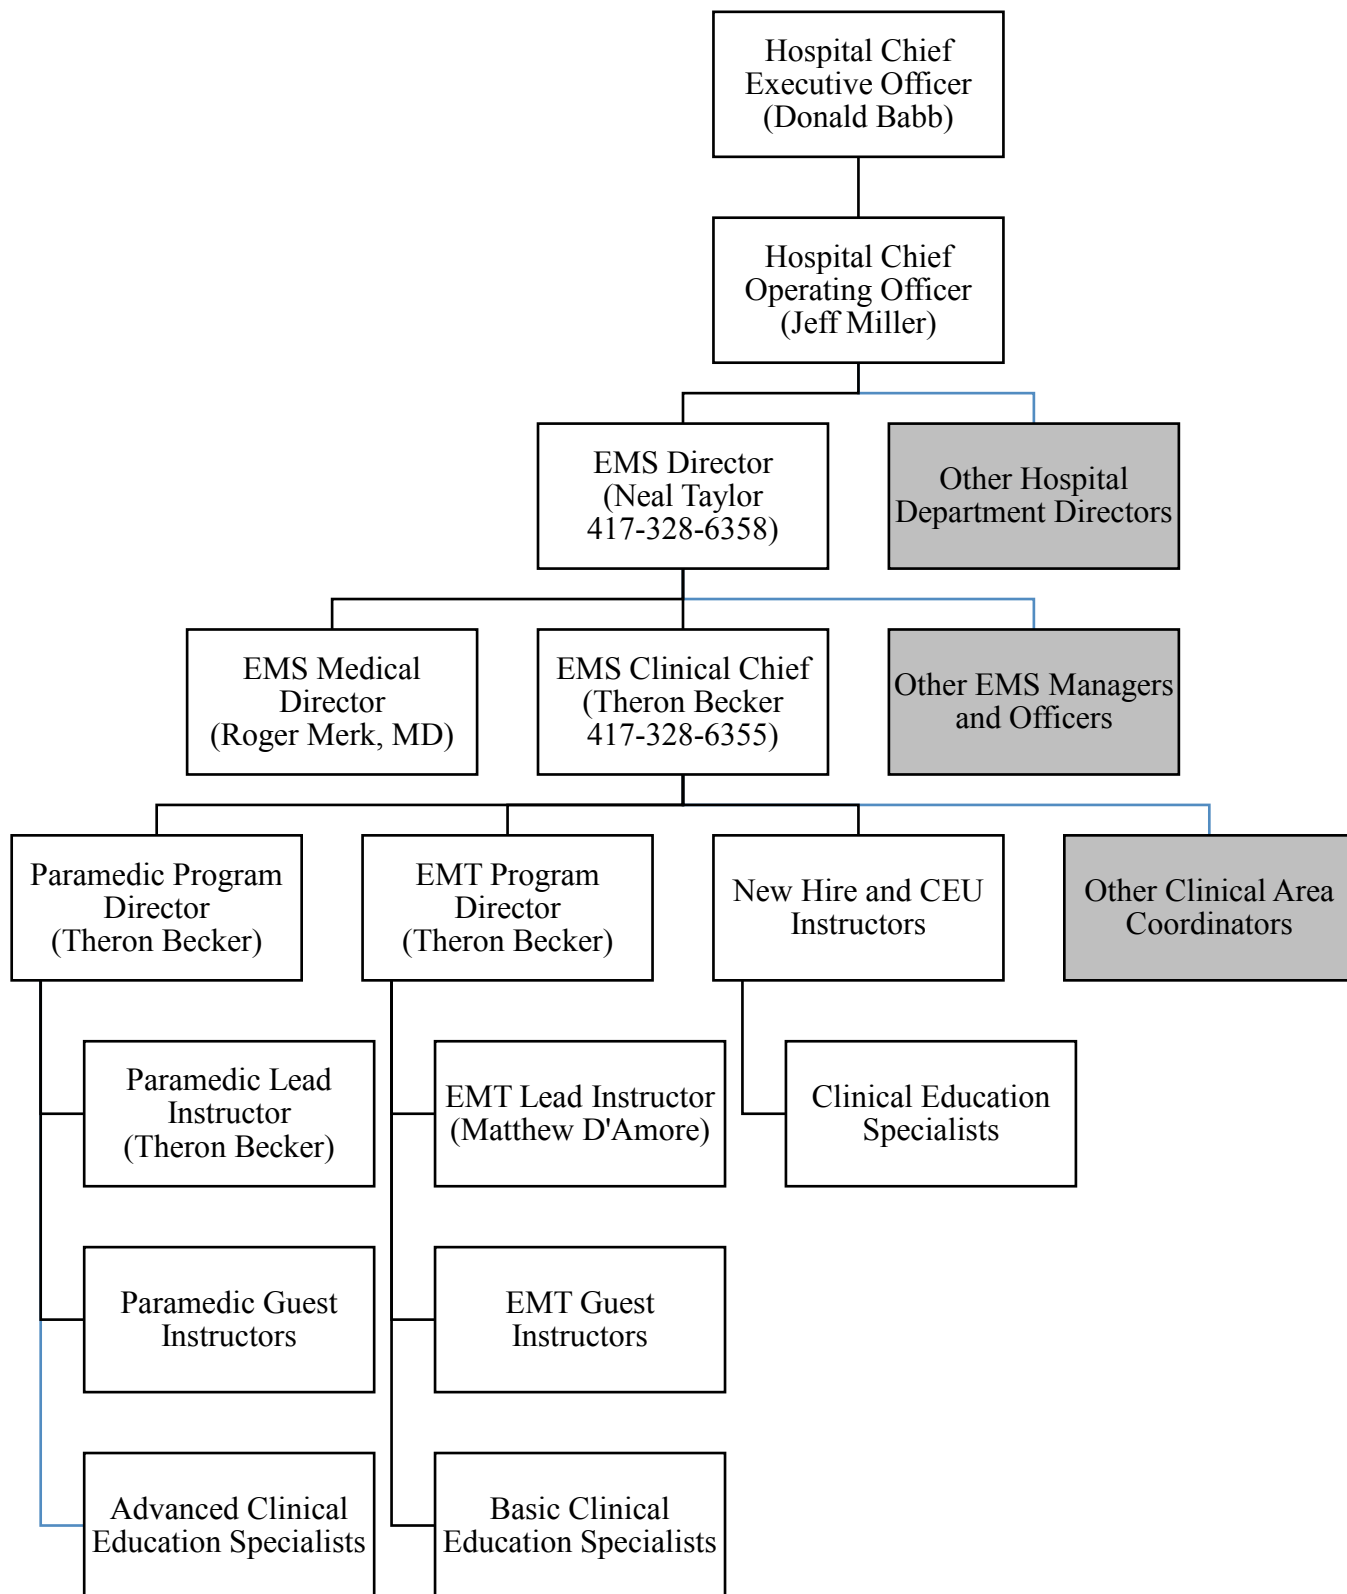 Hospital Chief
Executive Officer
(Donald Babb)
Hospital Chief
Operating Officer
(Jeff Miller)
EMS Director
(Neal Taylor
417-328-6358)
Other Hospital
Department Directors
EMS Medical
Director
(Roger Merk, MD)
EMS Clinical Chief
(Theron Becker
417-328-6355)
Other EMS Managers
and Officers
Paramedic Program
Director
(Theron Becker)
EMT Program
Director
(Theron Becker)
New Hire and CEU
Instructors
Other Clinical Area
Coordinators
Paramedic Lead
Instructor
(Theron Becker)
EMT Lead Instructor
(Matthew D'Amore)
Clinical Education
Specialists
Paramedic Guest
Instructors
EMT Guest
Instructors
Advanced Clinical
Education Specialists
Basic Clinical
Education Specialists